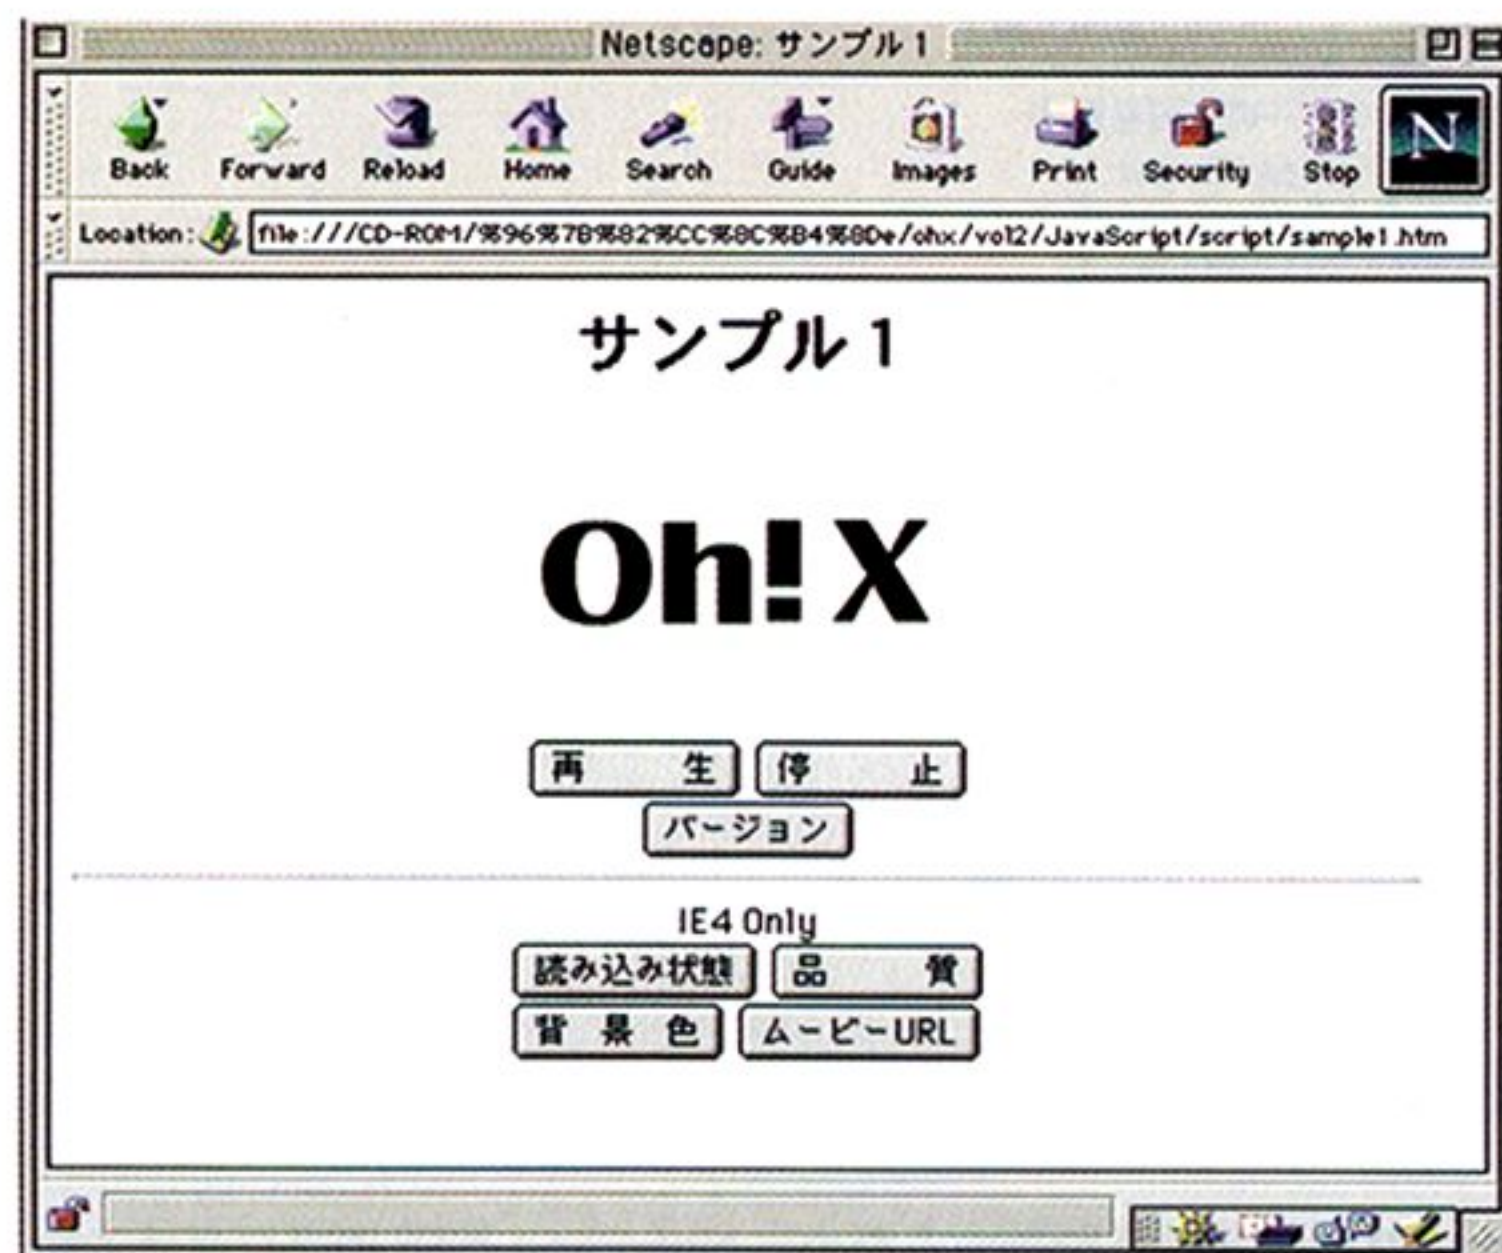 Netscape: サンプル 1
Back Forward Reload Home Search Guide Images Print Security Stop N
Location: file:///CD-ROM/%96%7B%82%CC%8C%B4%8De/ohx/vol2/JavaScript/script/sample1.htm
サンプル 1
Oh!X
再 生 停 止
バージョン
IE4 Only
読み込み状態 品 質
背 景 色 ムービーURL